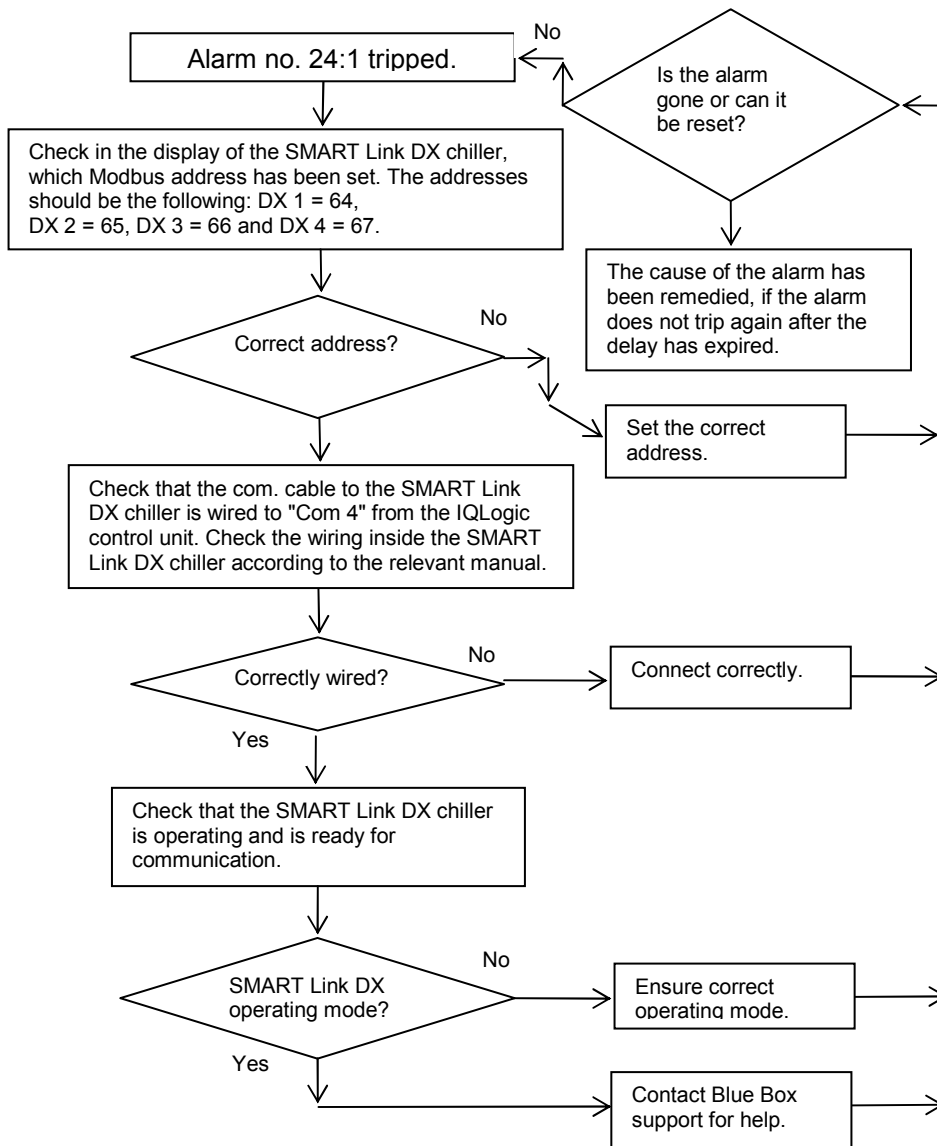 Alarm no. 24:1 tripped.
No
Is the alarm
gone or can it
be reset?
Check in the display of the SMART Link DX chiller,
which Modbus address has been set. The addresses
should be the following: DX 1 = 64,
DX 2 = 65, DX 3 = 66 and DX 4 = 67.
The cause of the alarm has
been remedied, if the alarm
does not trip again after the
delay has expired.
Correct address?
No
Set the correct
address.
Check that the com. cable to the SMART Link
DX chiller is wired to "Com 4" from the IQLogic
control unit. Check the wiring inside the SMART
Link DX chiller according to the relevant manual.
Correctly wired?
No
Connect correctly.
Yes
Check that the SMART Link DX chiller
is operating and is ready for
communication.
SMART Link DX
operating mode?
No
Ensure correct
operating mode.
Yes
Contact Blue Box
support for help.